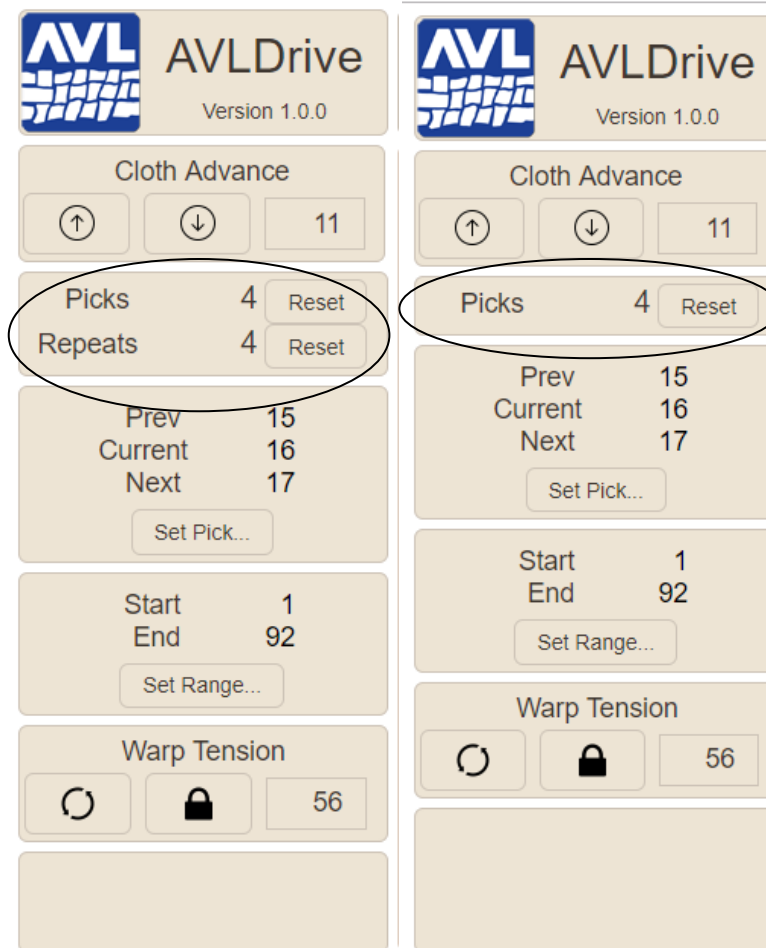 AVL
AVLDrive
Version 1.0.0
Cloth Advance
11
Picks 4 Reset
Repeats 4 Reset
Prev 15
Current 16
Next 17
Set Pick...
Start 1
End 92
Set Range...
Warp Tension
56
AVL
AVLDrive
Version 1.0.0
Cloth Advance
11
Picks 4 Reset
Prev 15
Current 16
Next 17
Set Pick...
Start 1
End 92
Set Range...
Warp Tension
56